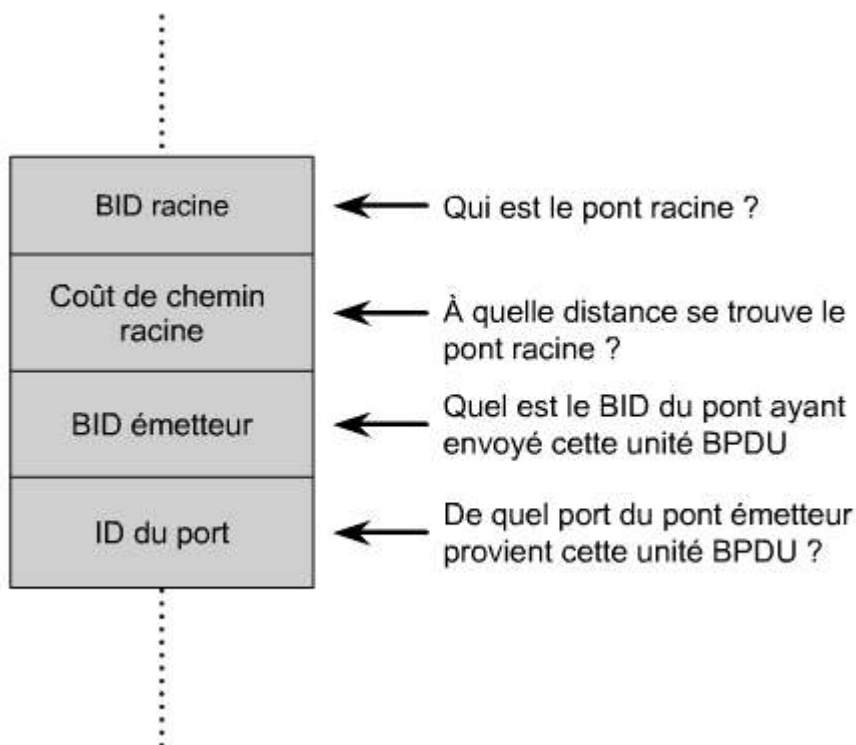 BID racine
Qui est le pont racine ?
Coût de chemin
racine
À quelle distance se trouve le
pont racine ?
BID émetteur
Quel est le BID du pont ayant
envoyé cette unité BPDU
ID du port
De quel port du pont émetteur
provient cette unité BPDU ?